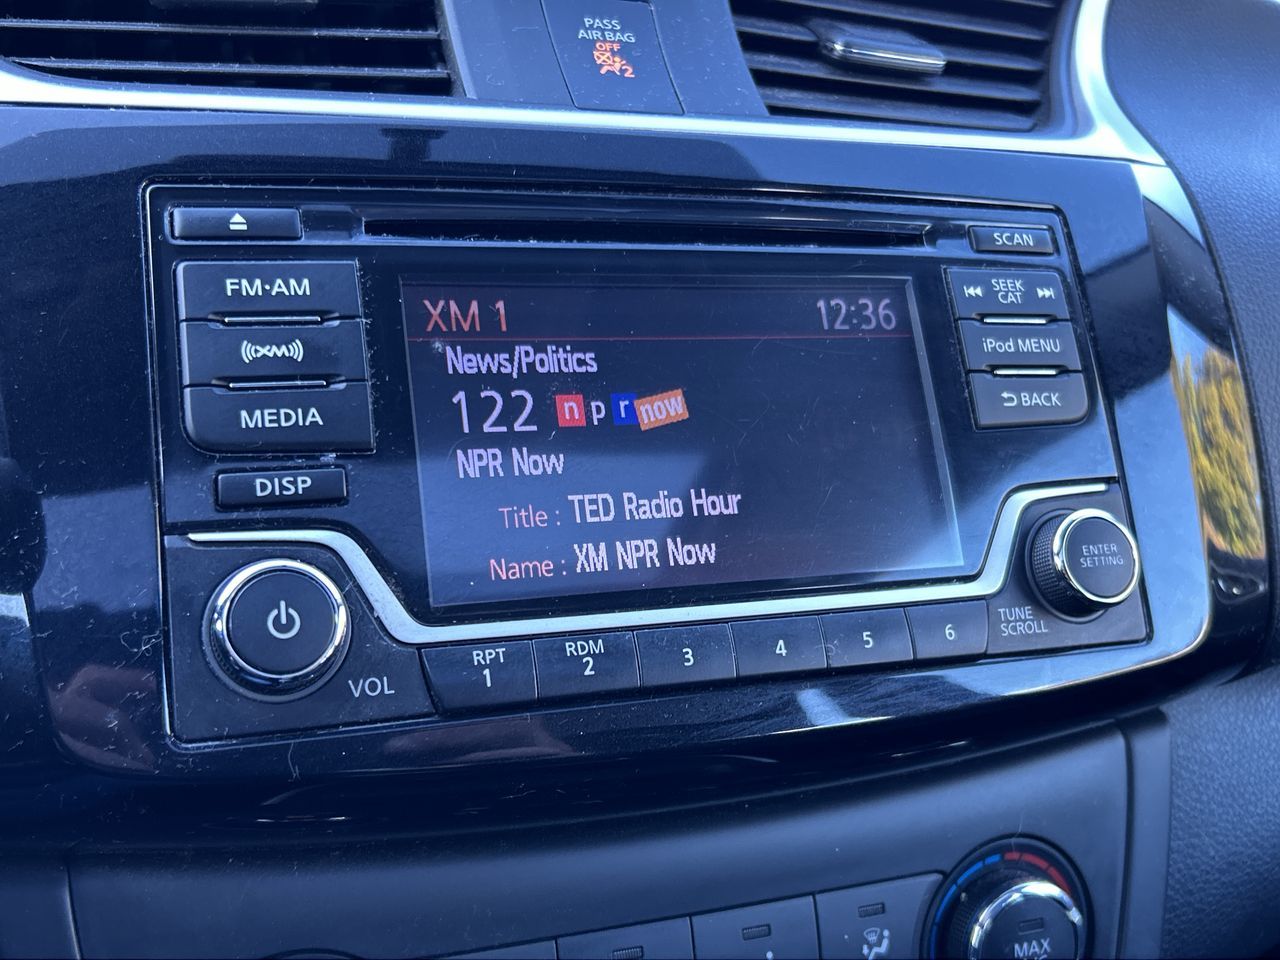 PASS
AIR BAG
OFF
2
SCAN
FM·AM
XM
MEDIA
DISP
VOL
XM 1 12:36
News/Politics
122 npr now
NPR Now
Title : TED Radio Hour
Name : XM NPR Now
SEEK
CAT
iPod MENU
BACK
ENTER
SETTING
TUNE
SCROLL
RPT
1
RDM
2
3
4
5
6
MAX